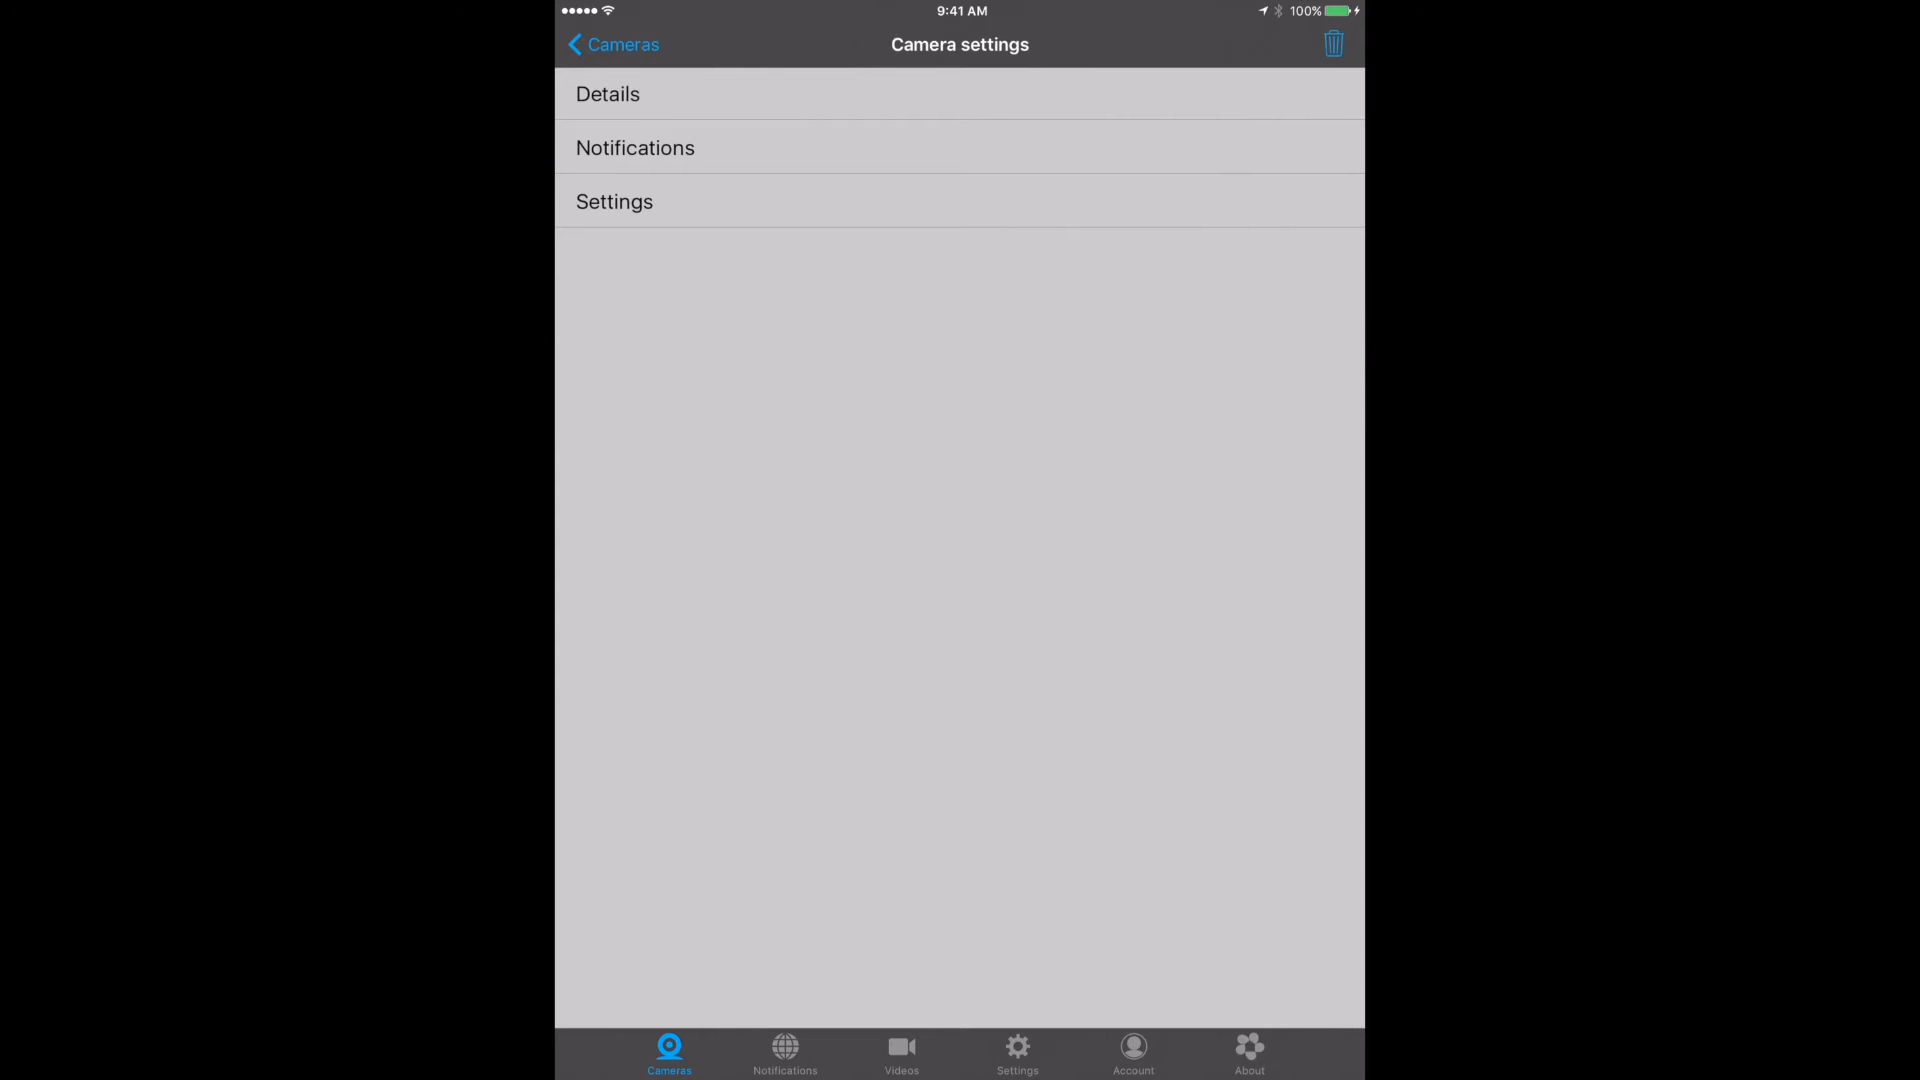 9:41 AM
100%
Cameras
Camera settings
Details
Notifications
Settings
Cameras
Notifications
Videos
Settings
Account
About